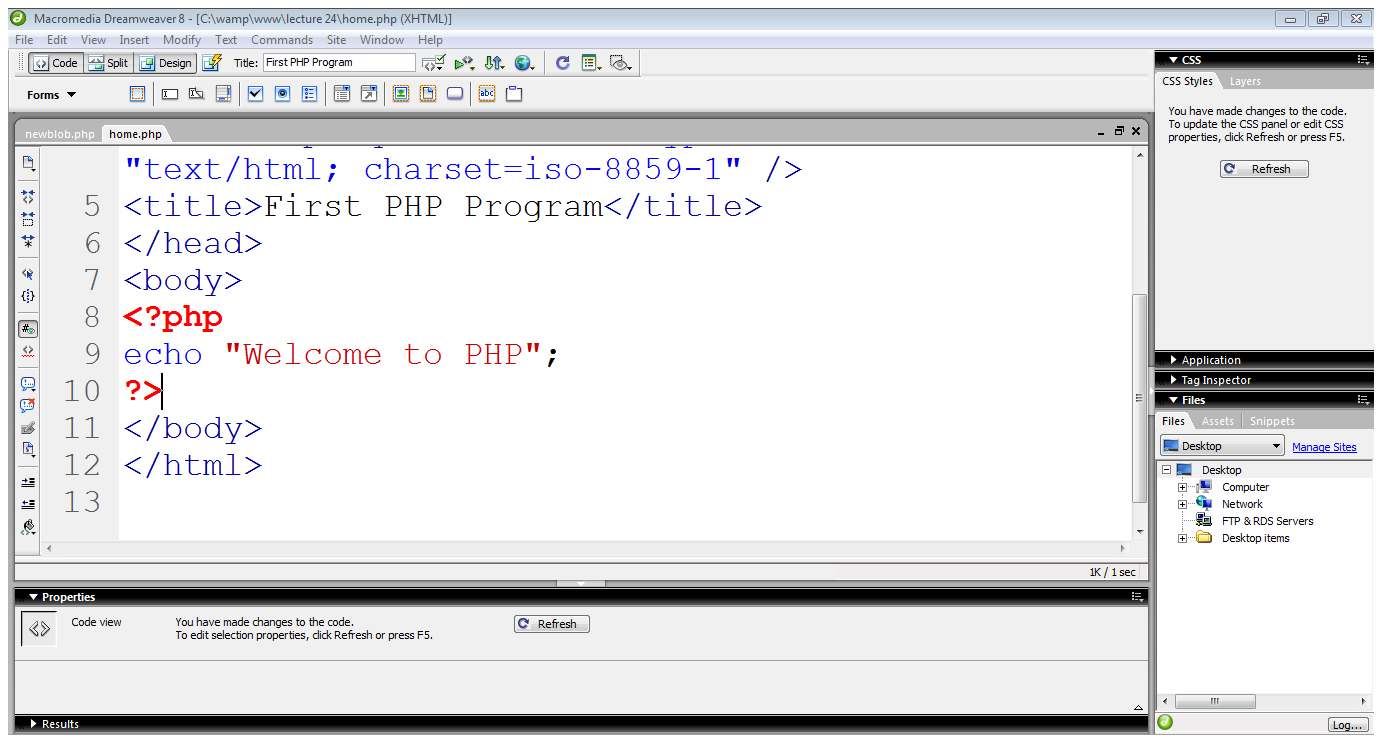 Macromedia Dreamweaver 8 - [C:\wamp\www\lecture 24\home.php (XHTML)]
File Edit View Insert Modify Text Commands Site Window Help
Code Split Design Title: First PHP Program
Forms
newblob.php home.php
"text/html; charset=iso-8859-1" />
5 <title>First PHP Program</title>
6 </head>
7 <body>
8 <?php
9 echo "Welcome to PHP";
10 ?>
11 </body>
12 </html>
13
1K / 1 sec
Properties
Code view
You have made changes to the code.
To edit selection properties, click Refresh or press F5.
Refresh
Results
CSS
CSS Styles Layers
You have made changes to the code.
To update the CSS panel or edit CSS
properties, click Refresh or press F5.
Refresh
Application
Tag Inspector
Files
Files Assets Snippets
Desktop Manage Sites
Desktop
Computer
Network
FTP & RDS Servers
Desktop items
Log...